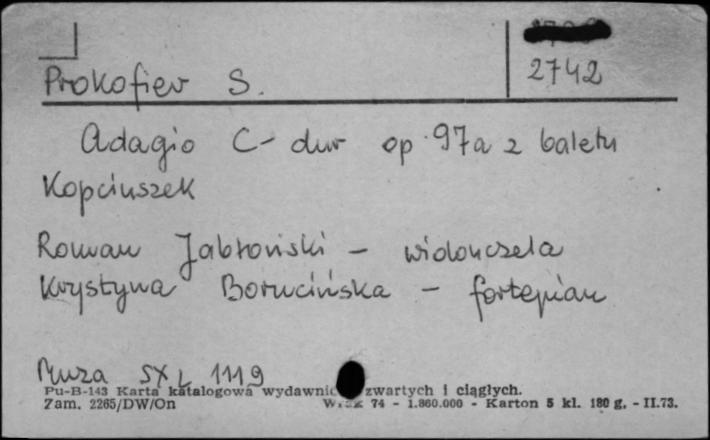 Prokofiev S.
2742
Adagio C-dur op. 97a z baletu
Kopciuszek
Roman Jabłoński - wiolonczela
Krystyna Borucińska - fortepian
Muza SXL 1119
Pu-B-143 Karta katalogowa wydawnic zwartych i ciągłych.
Zam. 2265/DW/On 74 - 1.860.000 - Karton 5 kl. 180 g. - II.73.